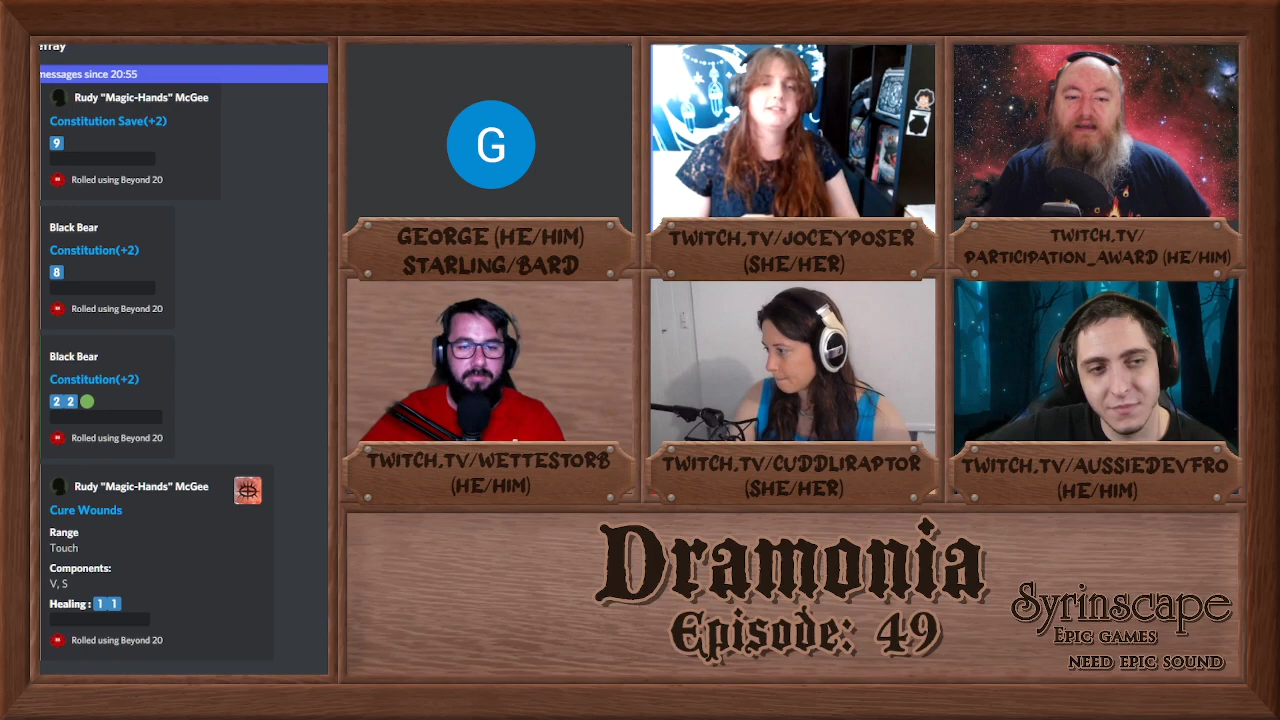 messages since 20:55
Rudy "Magic-Hands" McGee
Constitution Save(+2)
9
Rolled using Beyond 20
Black Bear
Constitution(+2)
8
Rolled using Beyond 20
Black Bear
Constitution(+2)
2 2
Rolled using Beyond 20
Rudy "Magic-Hands" McGee
Cure Wounds
Range
Touch
Components:
V, S
Healing : 1 1
Rolled using Beyond 20
G
GEORGE (HE/HIM)
STARLING/BARD
TWITCH.TV/JOCEYPOSER
(SHE/HER)
TWITCH.TV/
PARTICIPATION_AWARD (HE/HIM)
TWITCH.TV/WETTESTORB
(HE/HIM)
TWITCH.TV/CUDDLIRAPTOR
(SHE/HER)
TWITCH.TV/AUSSIEDEVFRO
(HE/HIM)
Dramonia
Episode: 49
Syrinscape
EPIC GAMES
NEED EPIC SOUND